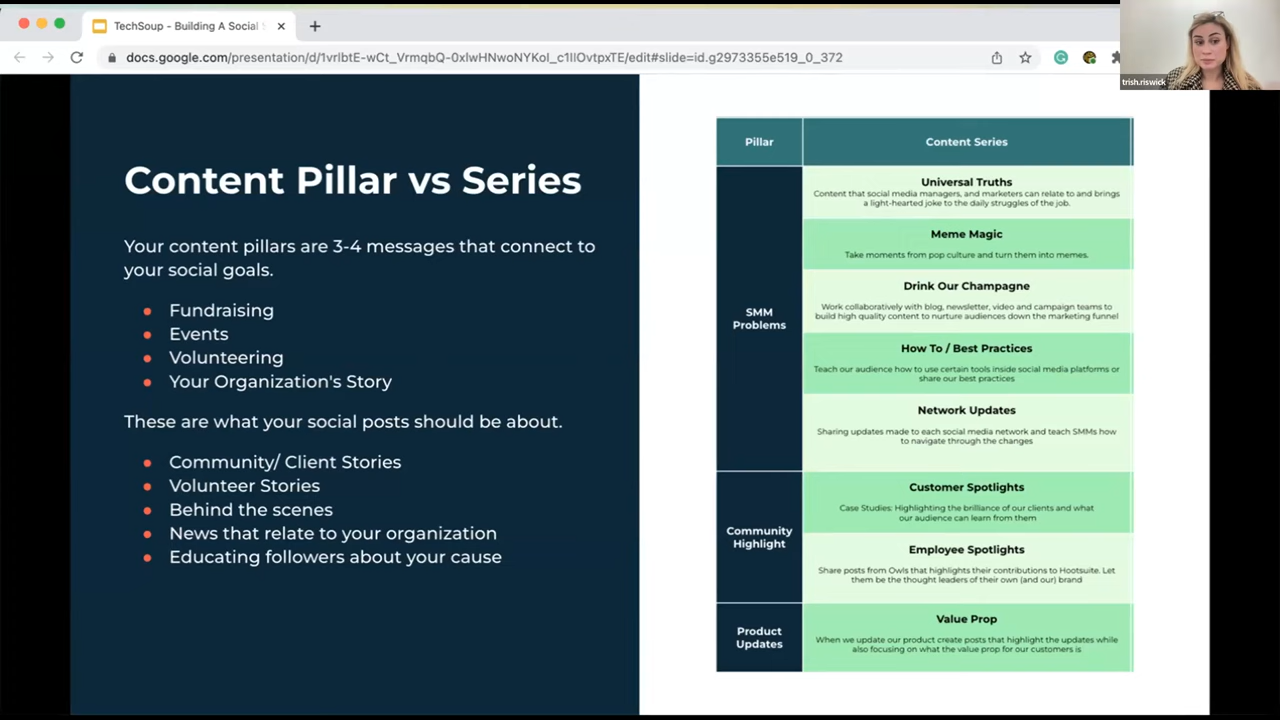 TechSoup - Building A Social
docs.google.com/presentation/d/1vrlbtE-wCt_VrmqbQ-0xlwHNwoNYKoI_c1IlOvtpxTE/edit#slide=id.g2973355e519_0_372
trish.riswick
Content Pillar vs Series
Your content pillars are 3-4 messages that connect to
your social goals.
Fundraising
Events
Volunteering
Your Organization's Story
These are what your social posts should be about.
Community/ Client Stories
Volunteer Stories
Behind the scenes
News that relate to your organization
Educating followers about your cause
Pillar
Content Series
SMM
Problems
Universal Truths
Content that social media managers, and marketers can relate to and brings
a light-hearted joke to the daily struggles of the job.
Meme Magic
Take moments from pop culture and turn them into memes.
Drink Our Champagne
Work collaboratively with blog, newsletter, video and campaign teams to
build high quality content to nurture audiences down the marketing funnel
How To / Best Practices
Teach our audience how to use certain tools inside social media platforms or
share our best practices
Network Updates
Sharing updates made to each social media network and teach SMMs how
to navigate through the changes
Community
Highlight
Customer Spotlights
Case Studies: Highlighting the brilliance of our clients and what
our audience can learn from them
Employee Spotlights
Share posts from Owls that highlights their contributions to Hootsuite. Let
them be the thought leaders of their own (and our) brand
Product
Updates
Value Prop
When we update our product create posts that highlight the updates while
also focusing on what the value prop for our customers is